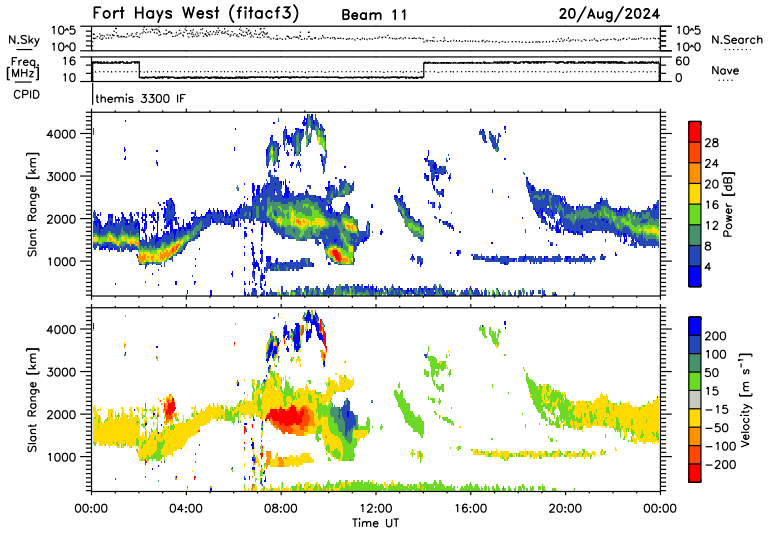 Fort Hays West (fitacf3) Beam 11 20/Aug/2024
N.Sky 10^5 10^0 10^5 10^0 N.Search
Freq. [MHz] 16 10 60 0 Nave
CPID themis 3300 IF
Slant Range [km] 4000 3000 2000 1000
Power [dB] 28 24 20 16 12 8 4
Slant Range [km] 4000 3000 2000 1000
Velocity [m s⁻¹] 200 100 50 15 −15 −50 −100 −200
00:00 04:00 08:00 12:00 16:00 20:00 00:00
Time UT